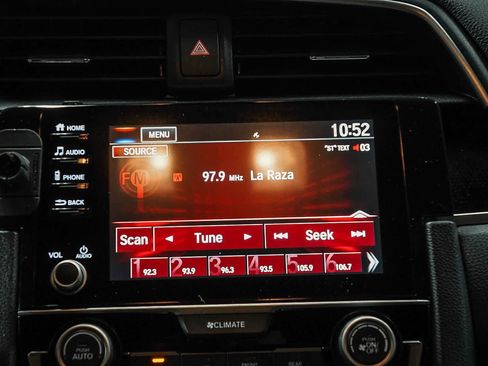 HOME
MENU
10:52
AUDIO
SOURCE
"ST" TEXT 03
FM
97.9 MHz La Raza
PHONE
BACK
Scan Tune Seek
VOL AUDIO
1 92.3 2 93.9 3 96.3 4 93.5 5 105.9 6 106.7
CLIMATE
PUSH AUTO
PUSH ON/OFF
FRONT REAR